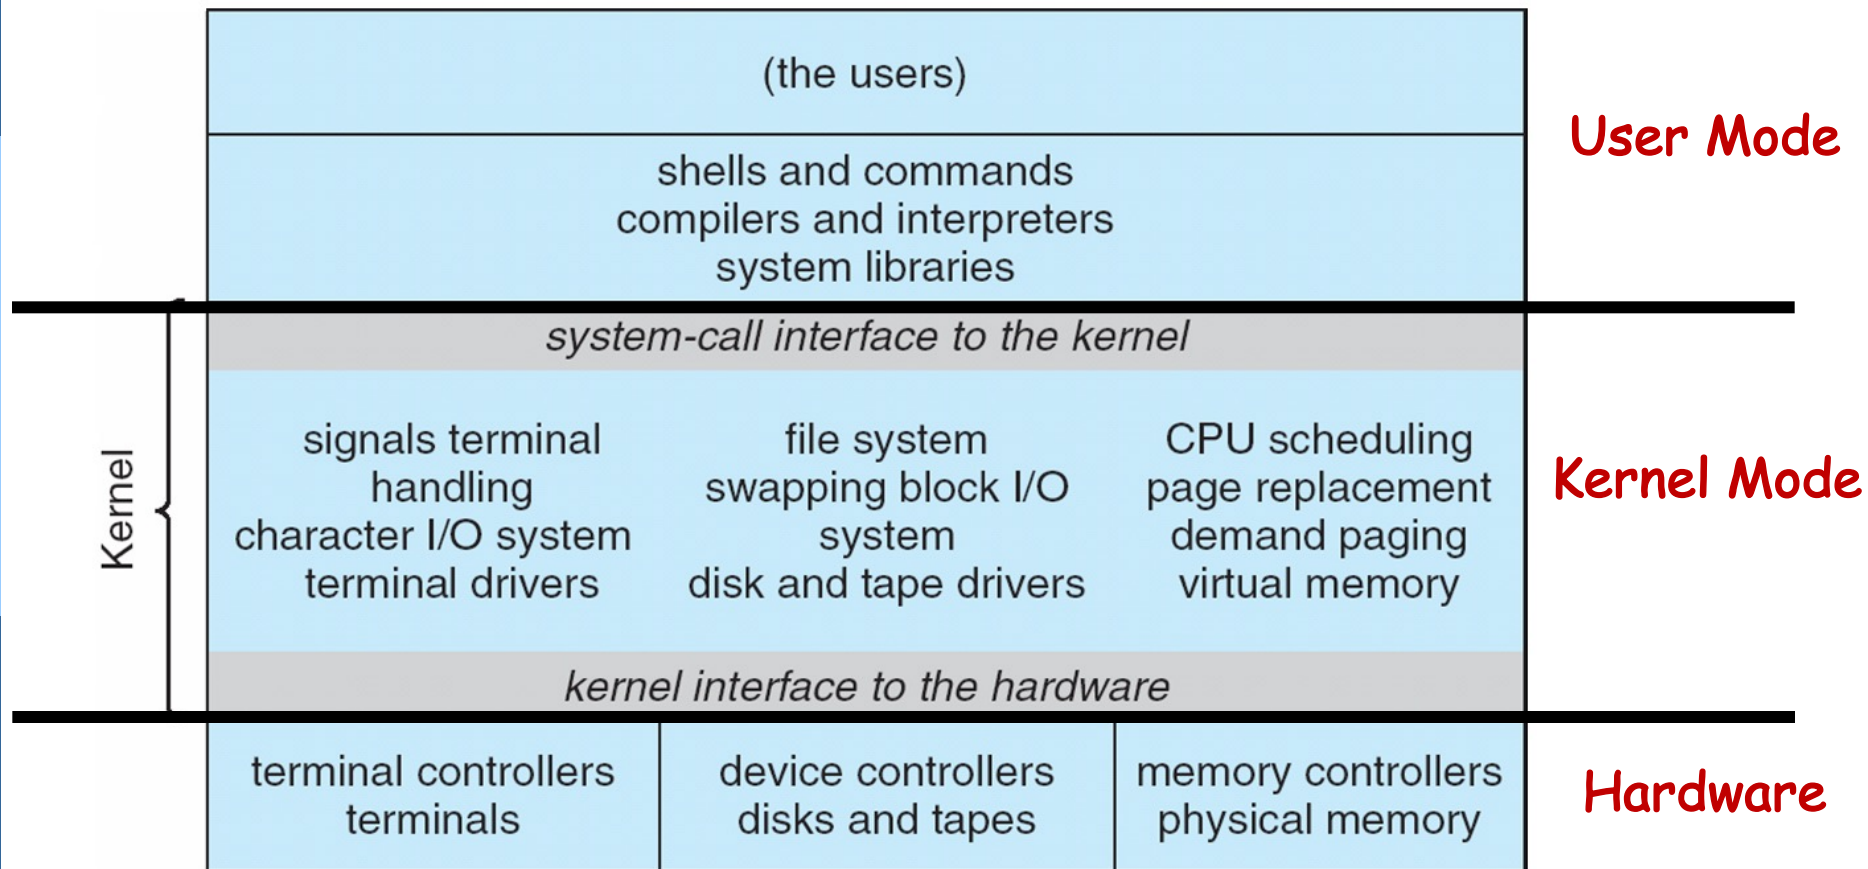 (the users)
User Mode
shells and commands
compilers and interpreters
system libraries
system-call interface to the kernel
Kernel
signals terminal
handling
character I/O system
terminal drivers
file system
swapping block I/O
system
disk and tape drivers
CPU scheduling
page replacement
demand paging
virtual memory
Kernel Mode
kernel interface to the hardware
terminal controllers
terminals
device controllers
disks and tapes
memory controllers
physical memory
Hardware